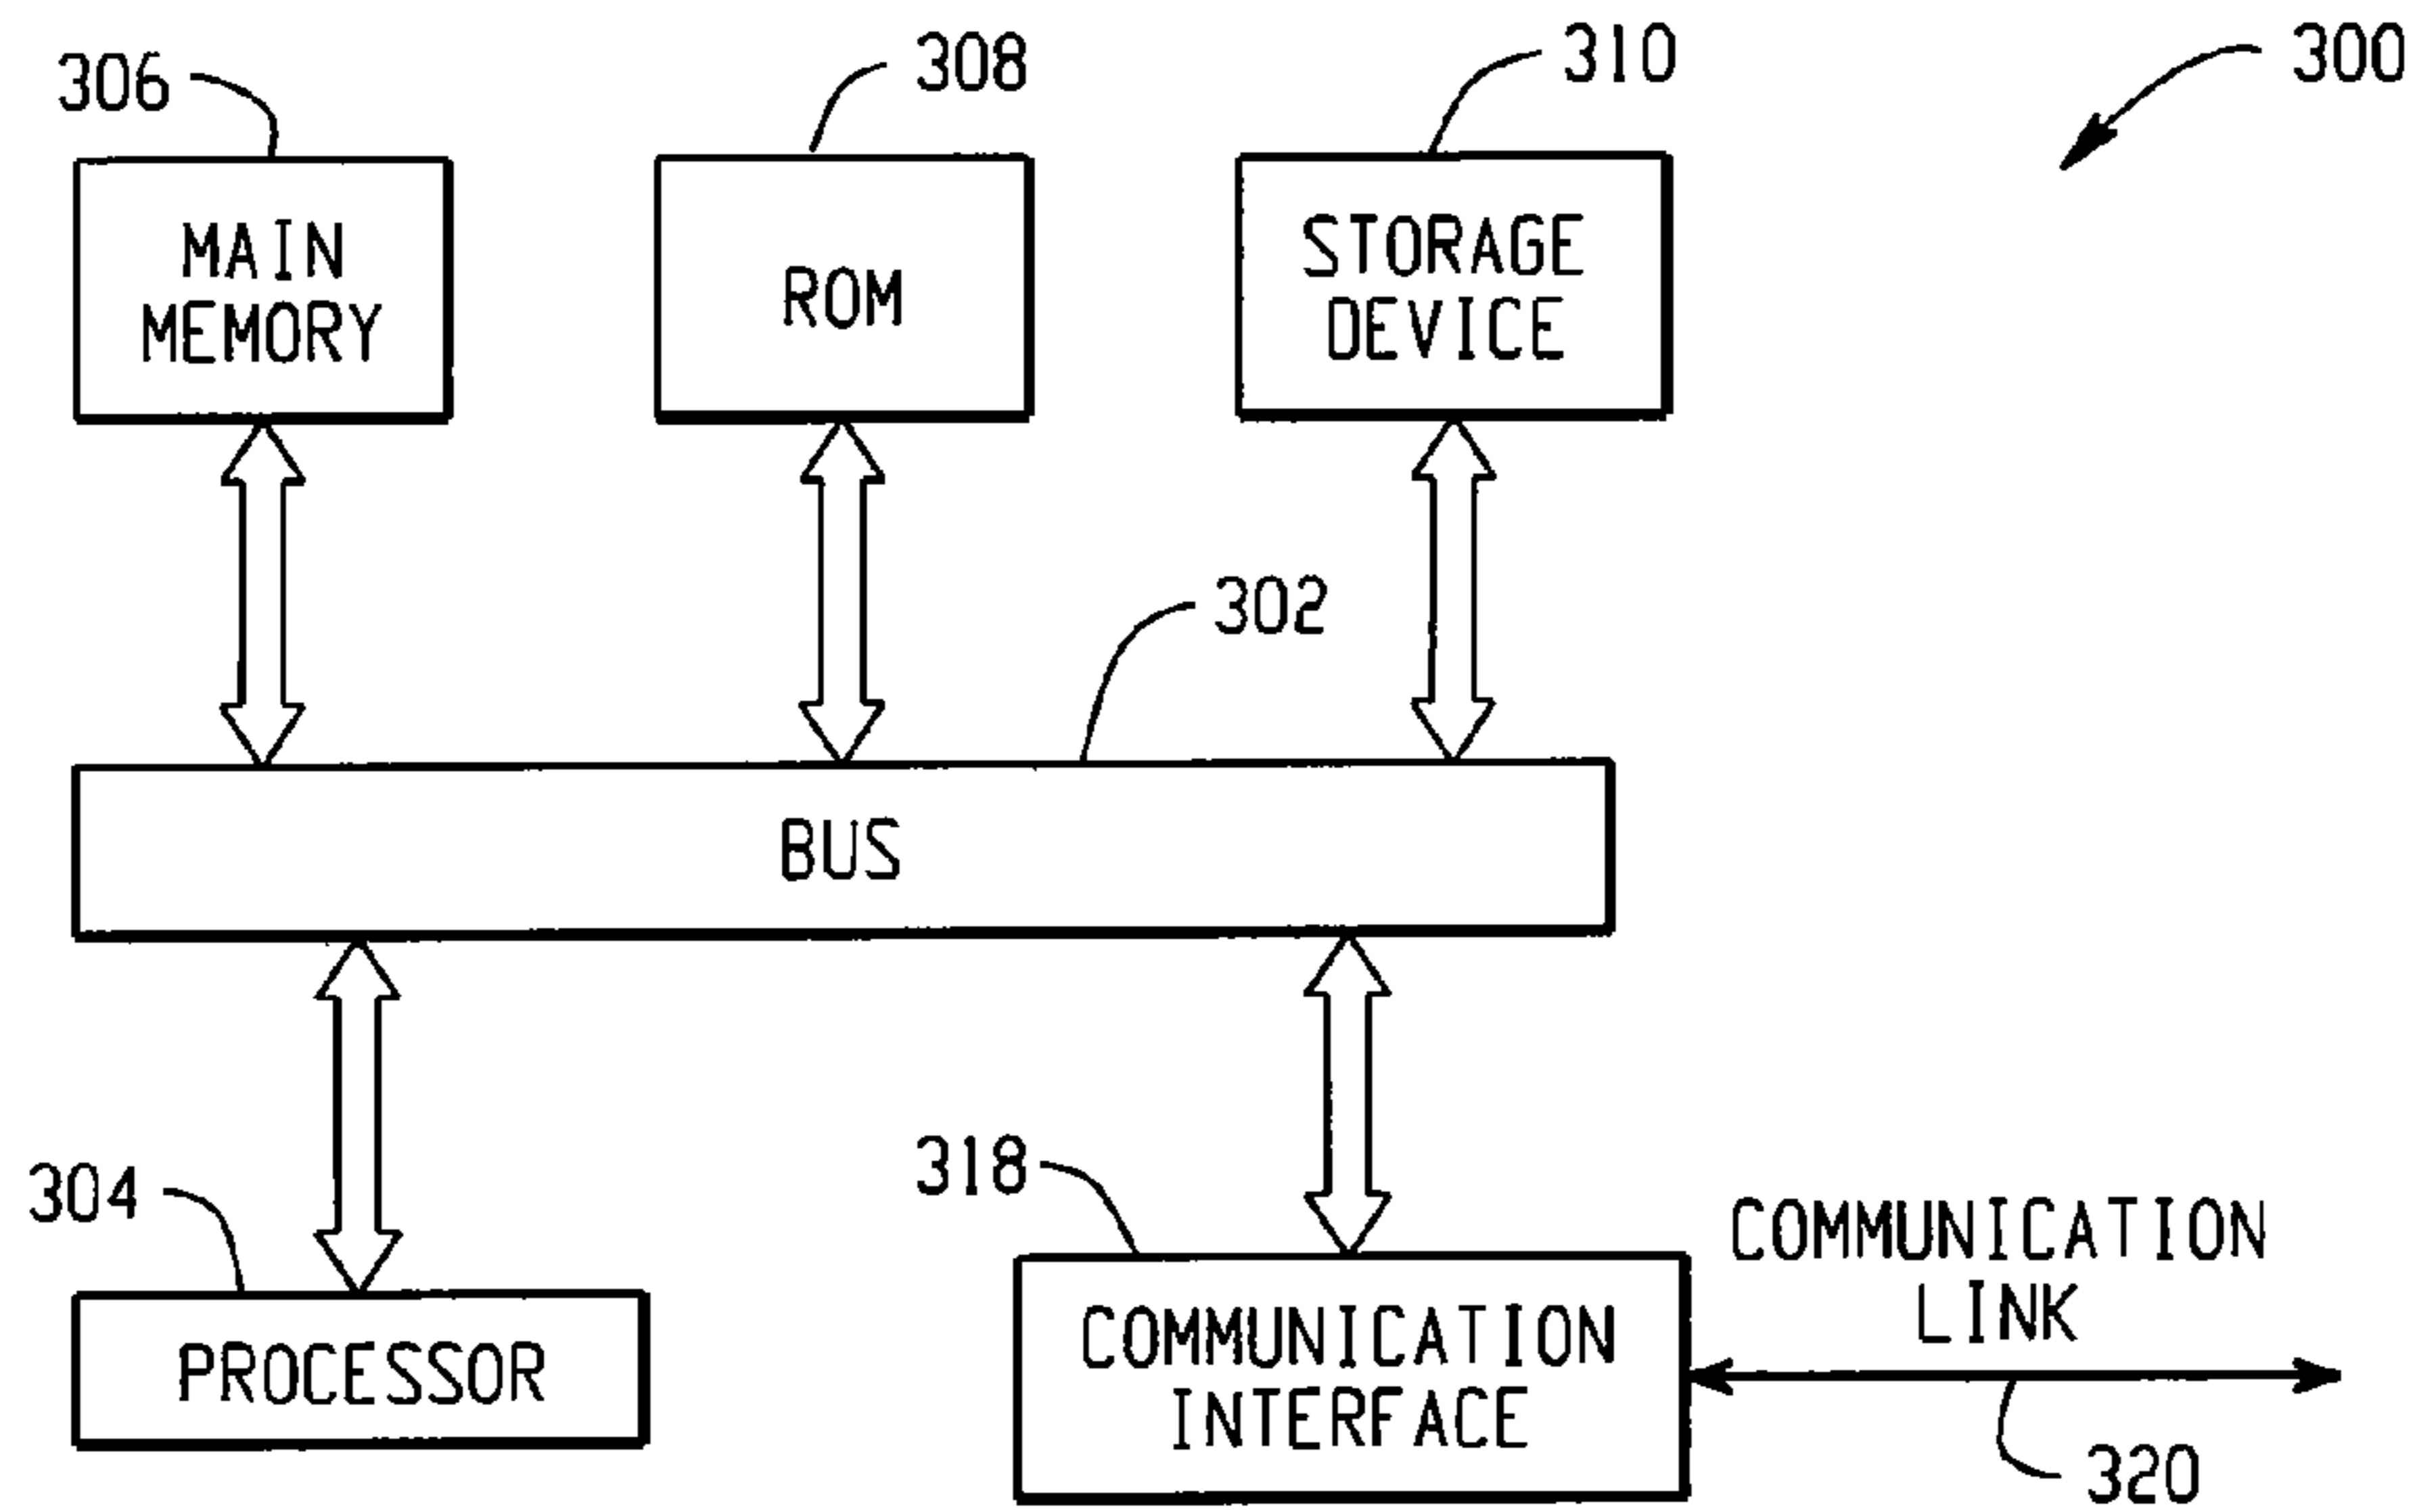 306
308
310
300
MAIN
MEMORY
ROM
STORAGE
DEVICE
302
BUS
304
318
PROCESSOR
COMMUNICATION
INTERFACE
COMMUNICATION
LINK
320